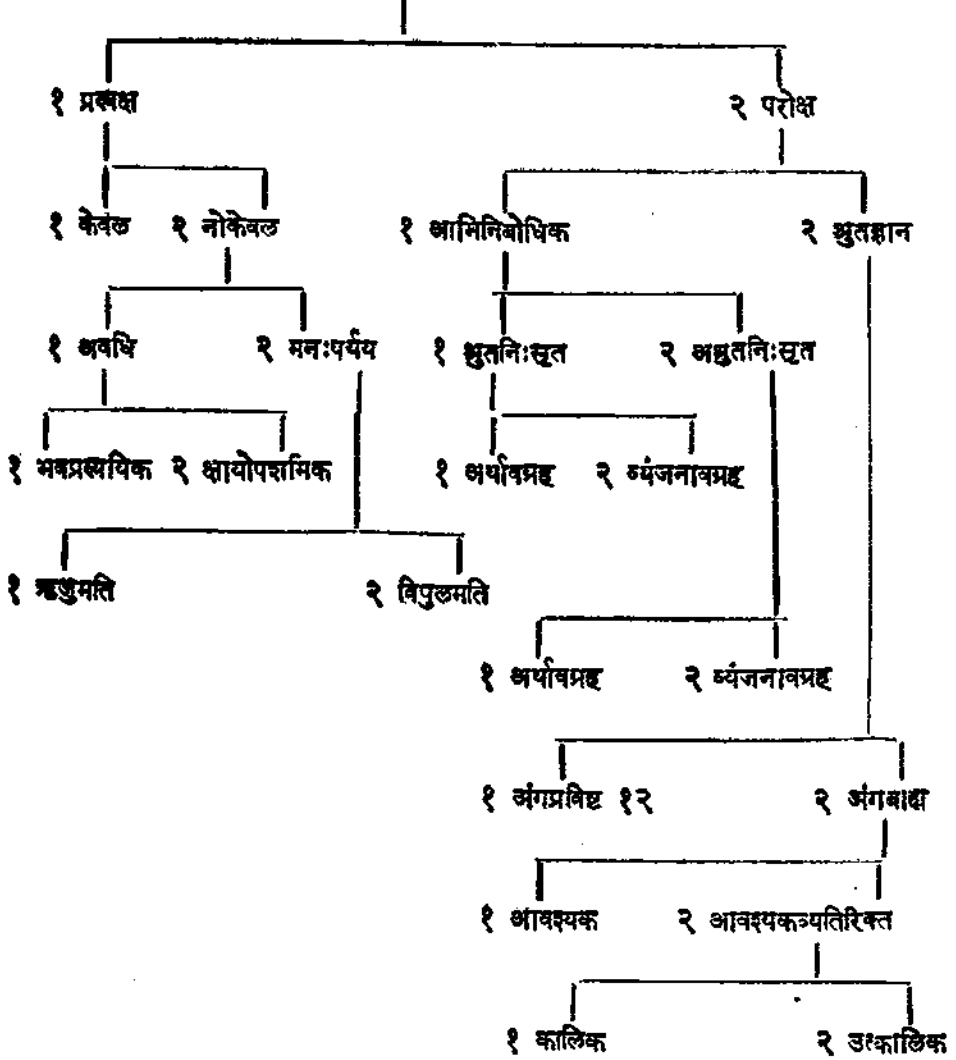 १ प्रत्यक्ष २ परोक्ष
१ केवल २ नोकेवल १ आभिनिबोधिक २ श्रुतज्ञान
१ अवधि २ मनःपर्यय १ श्रुतनिःसृत २ अश्रुतनिःसृत
१ भवप्रत्ययिक २ क्षायोपशमिक १ अर्थावग्रह २ व्यंजनावग्रह
१ ऋजुमति २ विपुलमति
१ अर्थावग्रह २ व्यंजनावग्रह
१ अंगप्रविष्ट १२ २ अंगबाह्य
१ आवश्यक २ आवश्यकव्यतिरिक्त
१ कालिक २ उत्कालिक